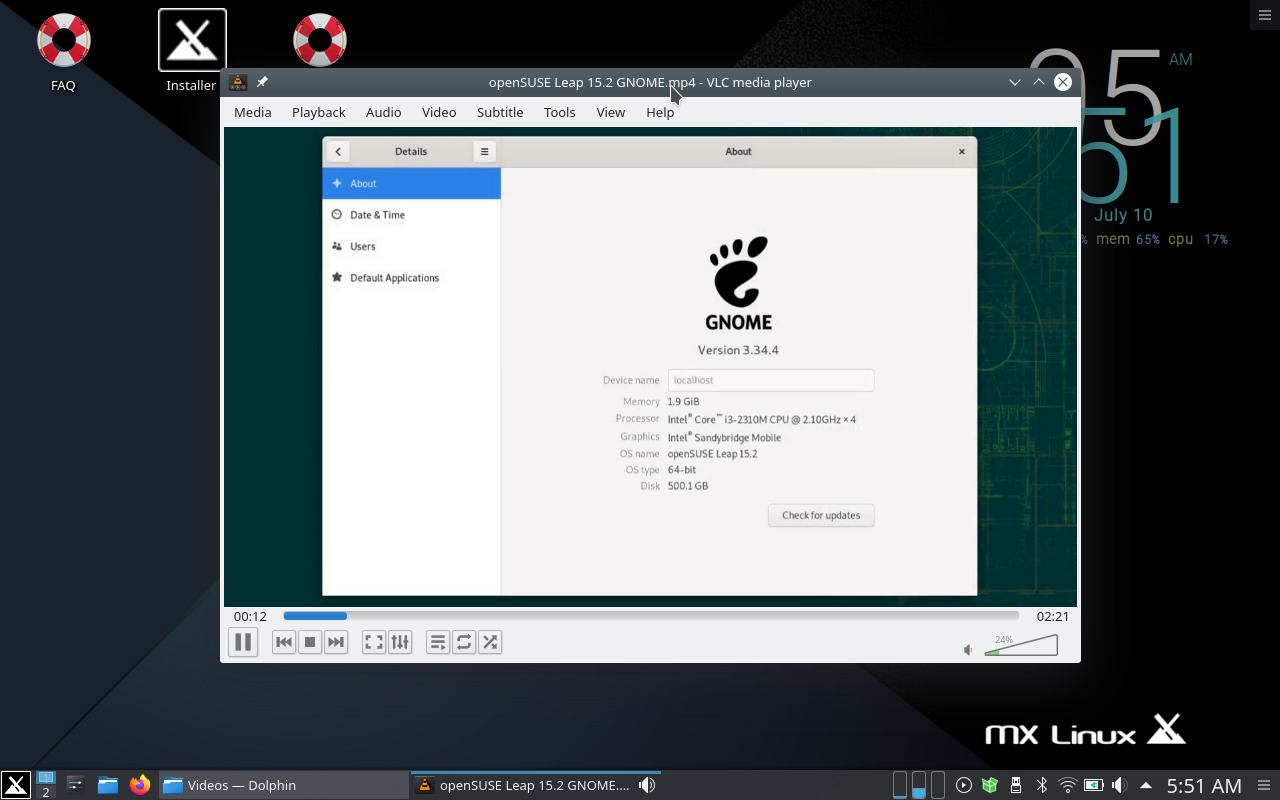 FAQ
Installer
AM
05
51
July 10
% mem 65% cpu 17%
openSUSE Leap 15.2 GNOME.mp4 - VLC media player
Media Playback Audio Video Subtitle Tools View Help
Details
About
About
Date & Time
Users
Default Applications
GNOME
Version 3.34.4
Device name localhost
Memory 1.9 GiB
Processor Intel® Core™ i3-2310M CPU @ 2.10GHz × 4
Graphics Intel® Sandybridge Mobile
OS name openSUSE Leap 15.2
OS type 64-bit
Disk 500.1 GB
Check for updates
00:12
02:21
24%
MX Linux
1
2
Videos — Dolphin
openSUSE Leap 15.2 GNOME....
5:51 AM